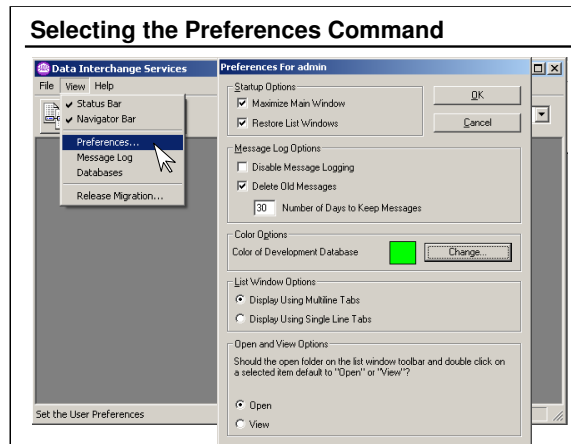 Selecting the Preferences Command
Data Interchange Services
File View Help
Status Bar
Navigator Bar
Preferences...
Message Log
Databases
Release Migration...
Set the User Preferences
Preferences For admin
Startup Options
Maximize Main Window
Restore List Windows
OK
Cancel
Message Log Options
Disable Message Logging
Delete Old Messages
30 Number of Days to Keep Messages
Color Options
Color of Development Database
Change...
List Window Options
Display Using Multiline Tabs
Display Using Single Line Tabs
Open and View Options
Should the open folder on the list window toolbar and double click on
a selected item default to "Open" or "View"?
Open
View